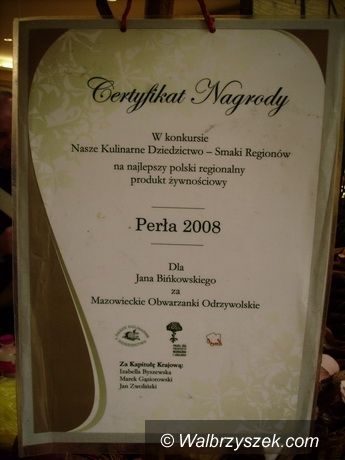 Certyfikat Nagrody
W konkursie
Nasze Kulinarne Dziedzictwo – Smaki Regionów
na najlepszy polski regionalny
produkt żywnościowy
Perła 2008
Dla
Jana Bińkowskiego
za
Mazowieckie Obwarzanki Odrzywolskie
Za Kapitułę Krajową:
Izabella Byszewska
Marek Gąsiorowski
Jan Zwoliński
© Walbrzyszek.com